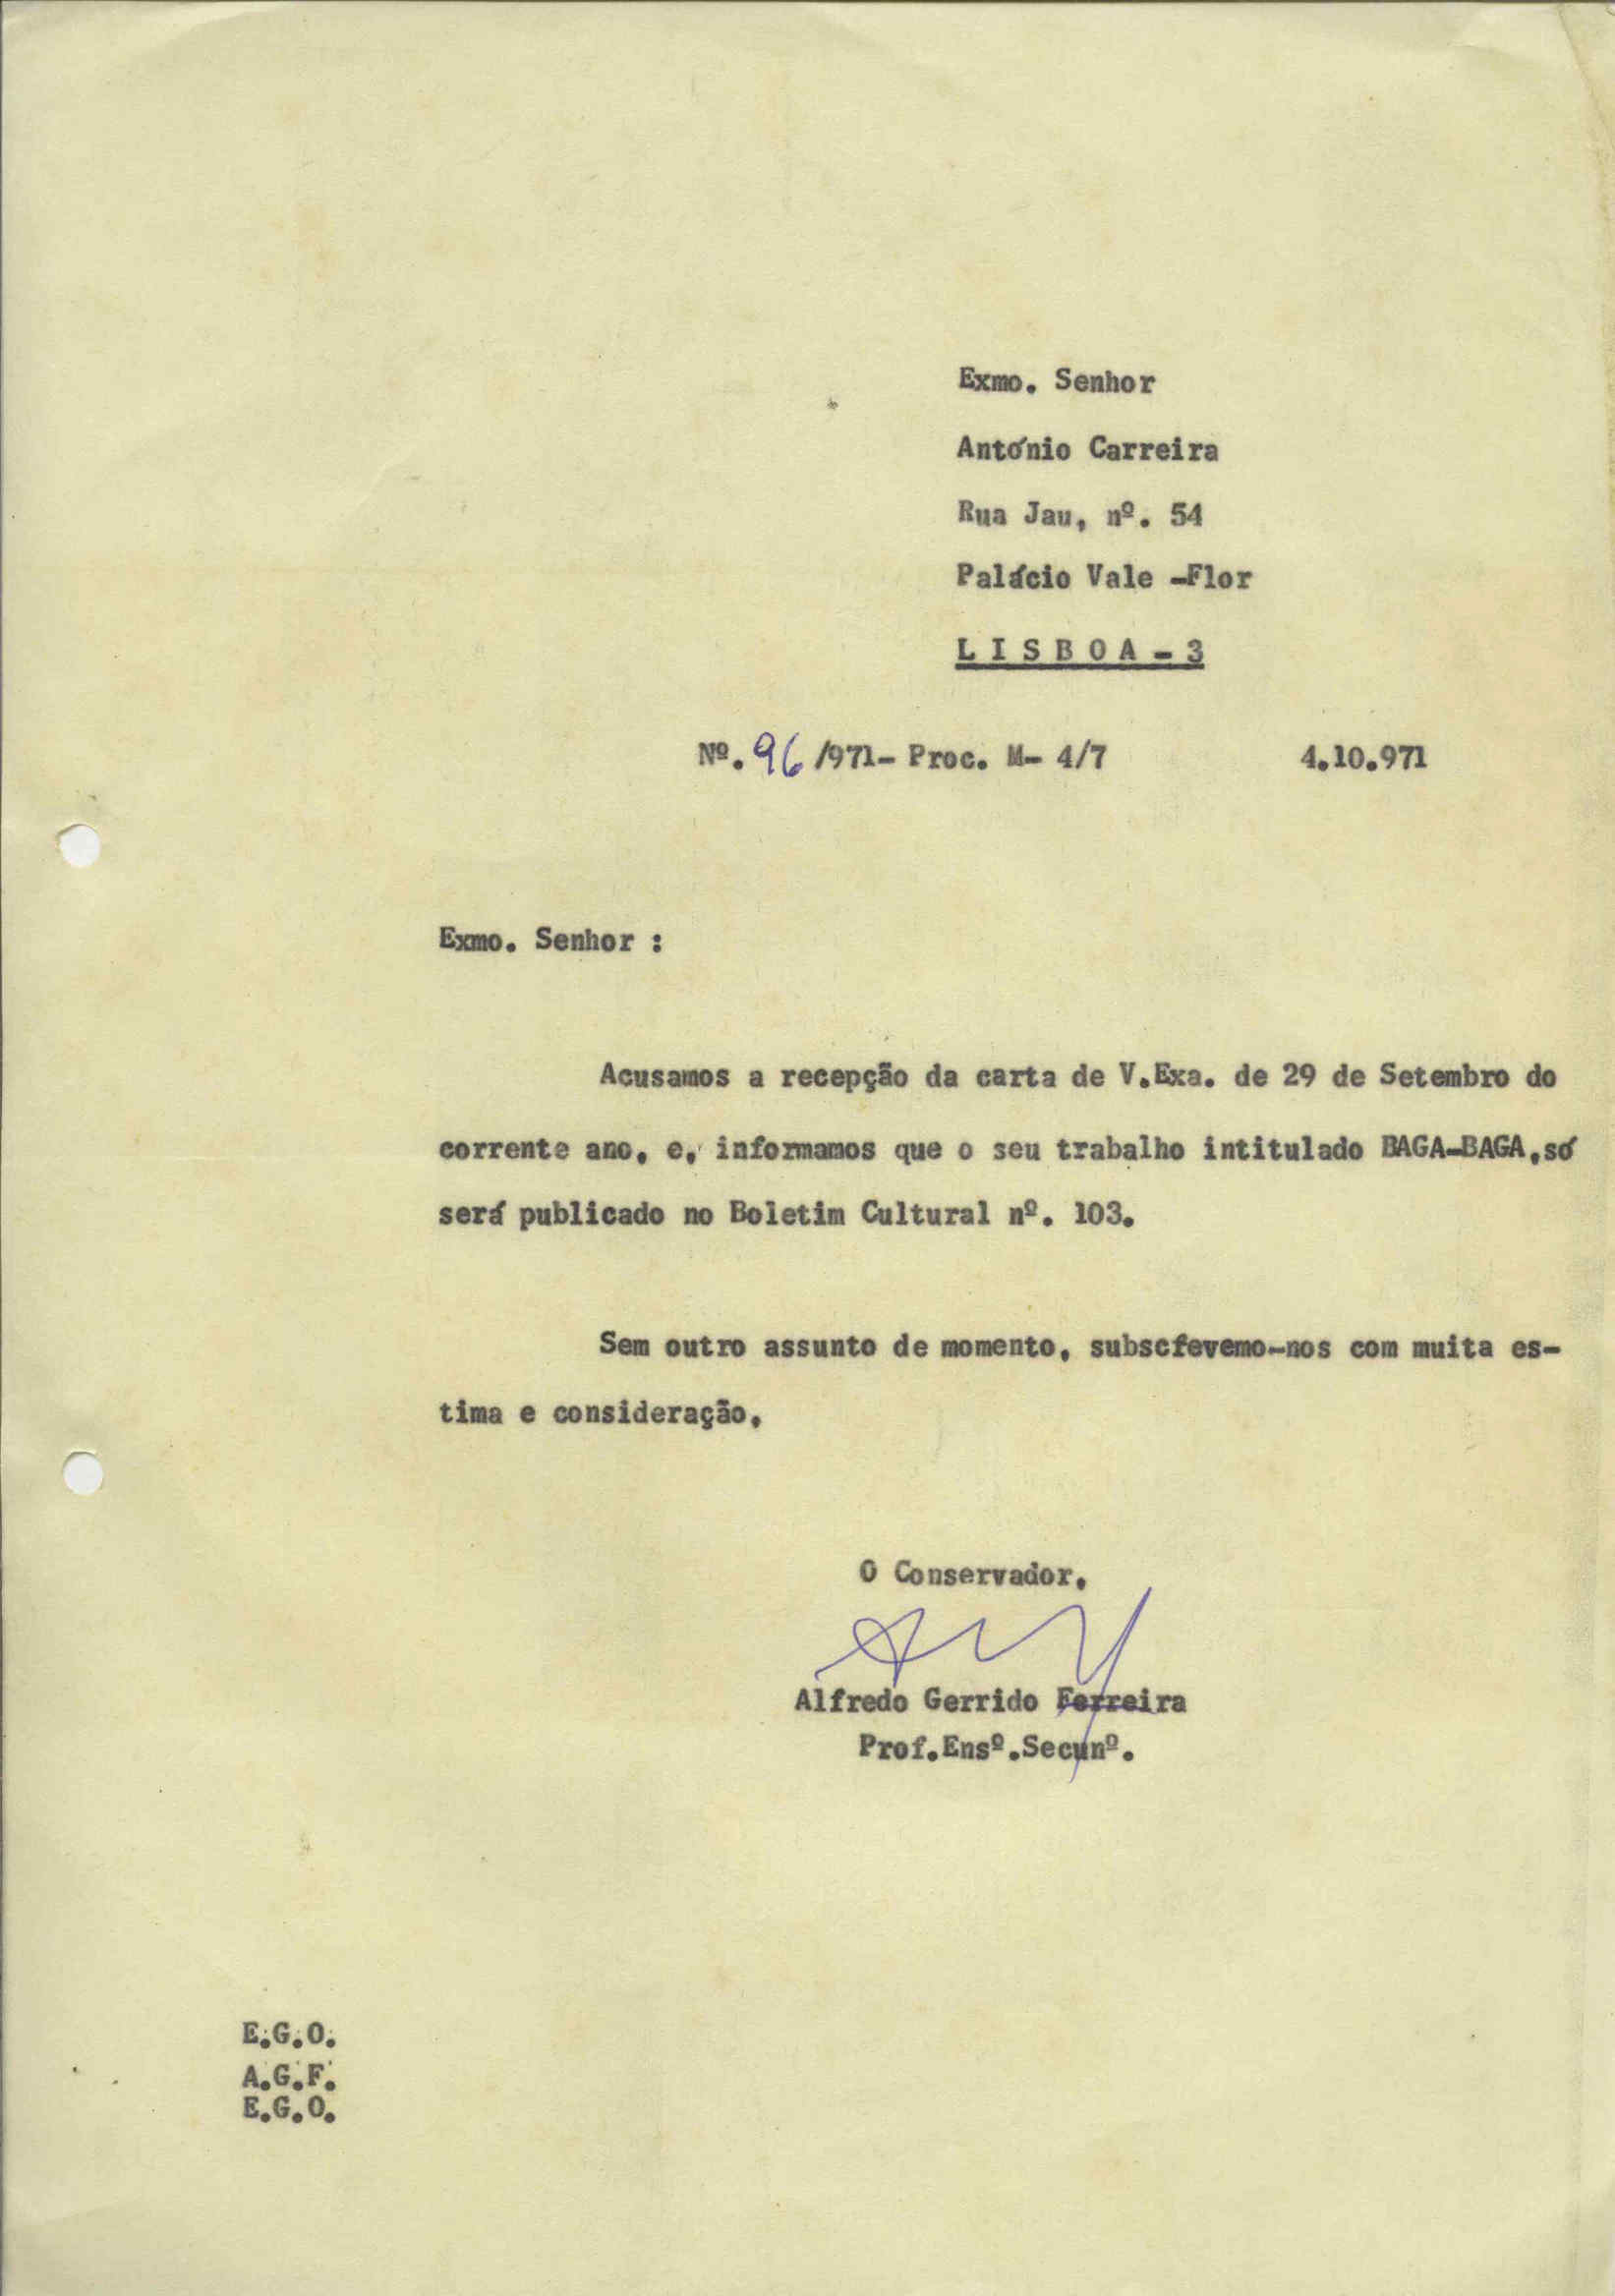 Exmo. Senhor
António Carreira
Rua Jau, nº. 54
Palácio Vale -Flor
L I S B O A - 3
Nº. 96 /971- Proc. M- 4/7 4.10.971
Exmo. Senhor :
Acusamos a recepção da carta de V.Exa. de 29 de Setembro do
corrente ano, e, informamos que o seu trabalho intitulado BAGA-BAGA,só
será publicado no Boletim Cultural nº. 103.
Sem outro assunto de momento, subscrevemo-nos com muita es-
tima e consideração,
O Conservador,
Alfredo Gerrido Ferreira
Prof.Ensº.Secunº.
E.G.O.
A.G.F.
E.G.O.